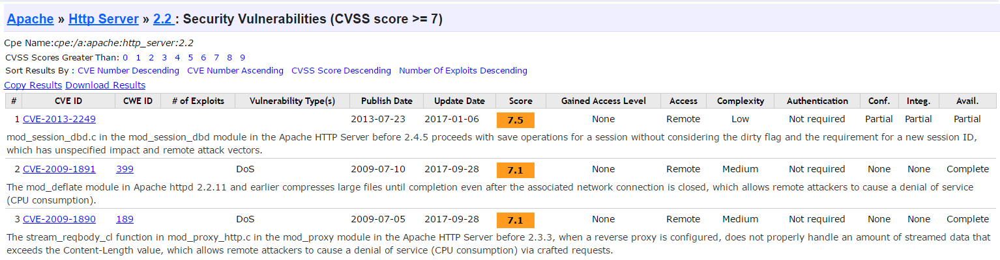 Apache » Http Server » 2.2 : Security Vulnerabilities (CVSS score >= 7)
Cpe Name:cpe:/a:apache:http_server:2.2
CVSS Scores Greater Than: 0 1 2 3 4 5 6 7 8 9
Sort Results By : CVE Number Descending CVE Number Ascending CVSS Score Descending Number Of Exploits Descending
Copy Results Download Results
# CVE ID CWE ID # of Exploits Vulnerability Type(s) Publish Date Update Date Score Gained Access Level Access Complexity Authentication Conf. Integ. Avail.
1 CVE-2013-2249 2013-07-23 2017-01-06 7.5 None Remote Low Not required Partial Partial Partial
mod_session_dbd.c in the mod_session_dbd module in the Apache HTTP Server before 2.4.5 proceeds with save operations for a session without considering the dirty flag and the requirement for a new session ID,
which has unspecified impact and remote attack vectors.
2 CVE-2009-1891 399 DoS 2009-07-10 2017-09-28 7.1 None Remote Medium Not required None None Complete
The mod_deflate module in Apache httpd 2.2.11 and earlier compresses large files until completion even after the associated network connection is closed, which allows remote attackers to cause a denial of service
(CPU consumption).
3 CVE-2009-1890 189 DoS 2009-07-05 2017-09-28 7.1 None Remote Medium Not required None None Complete
The stream_reqbody_cl function in mod_proxy_http.c in the mod_proxy module in the Apache HTTP Server before 2.3.3, when a reverse proxy is configured, does not properly handle an amount of streamed data that
exceeds the Content-Length value, which allows remote attackers to cause a denial of service (CPU consumption) via crafted requests.